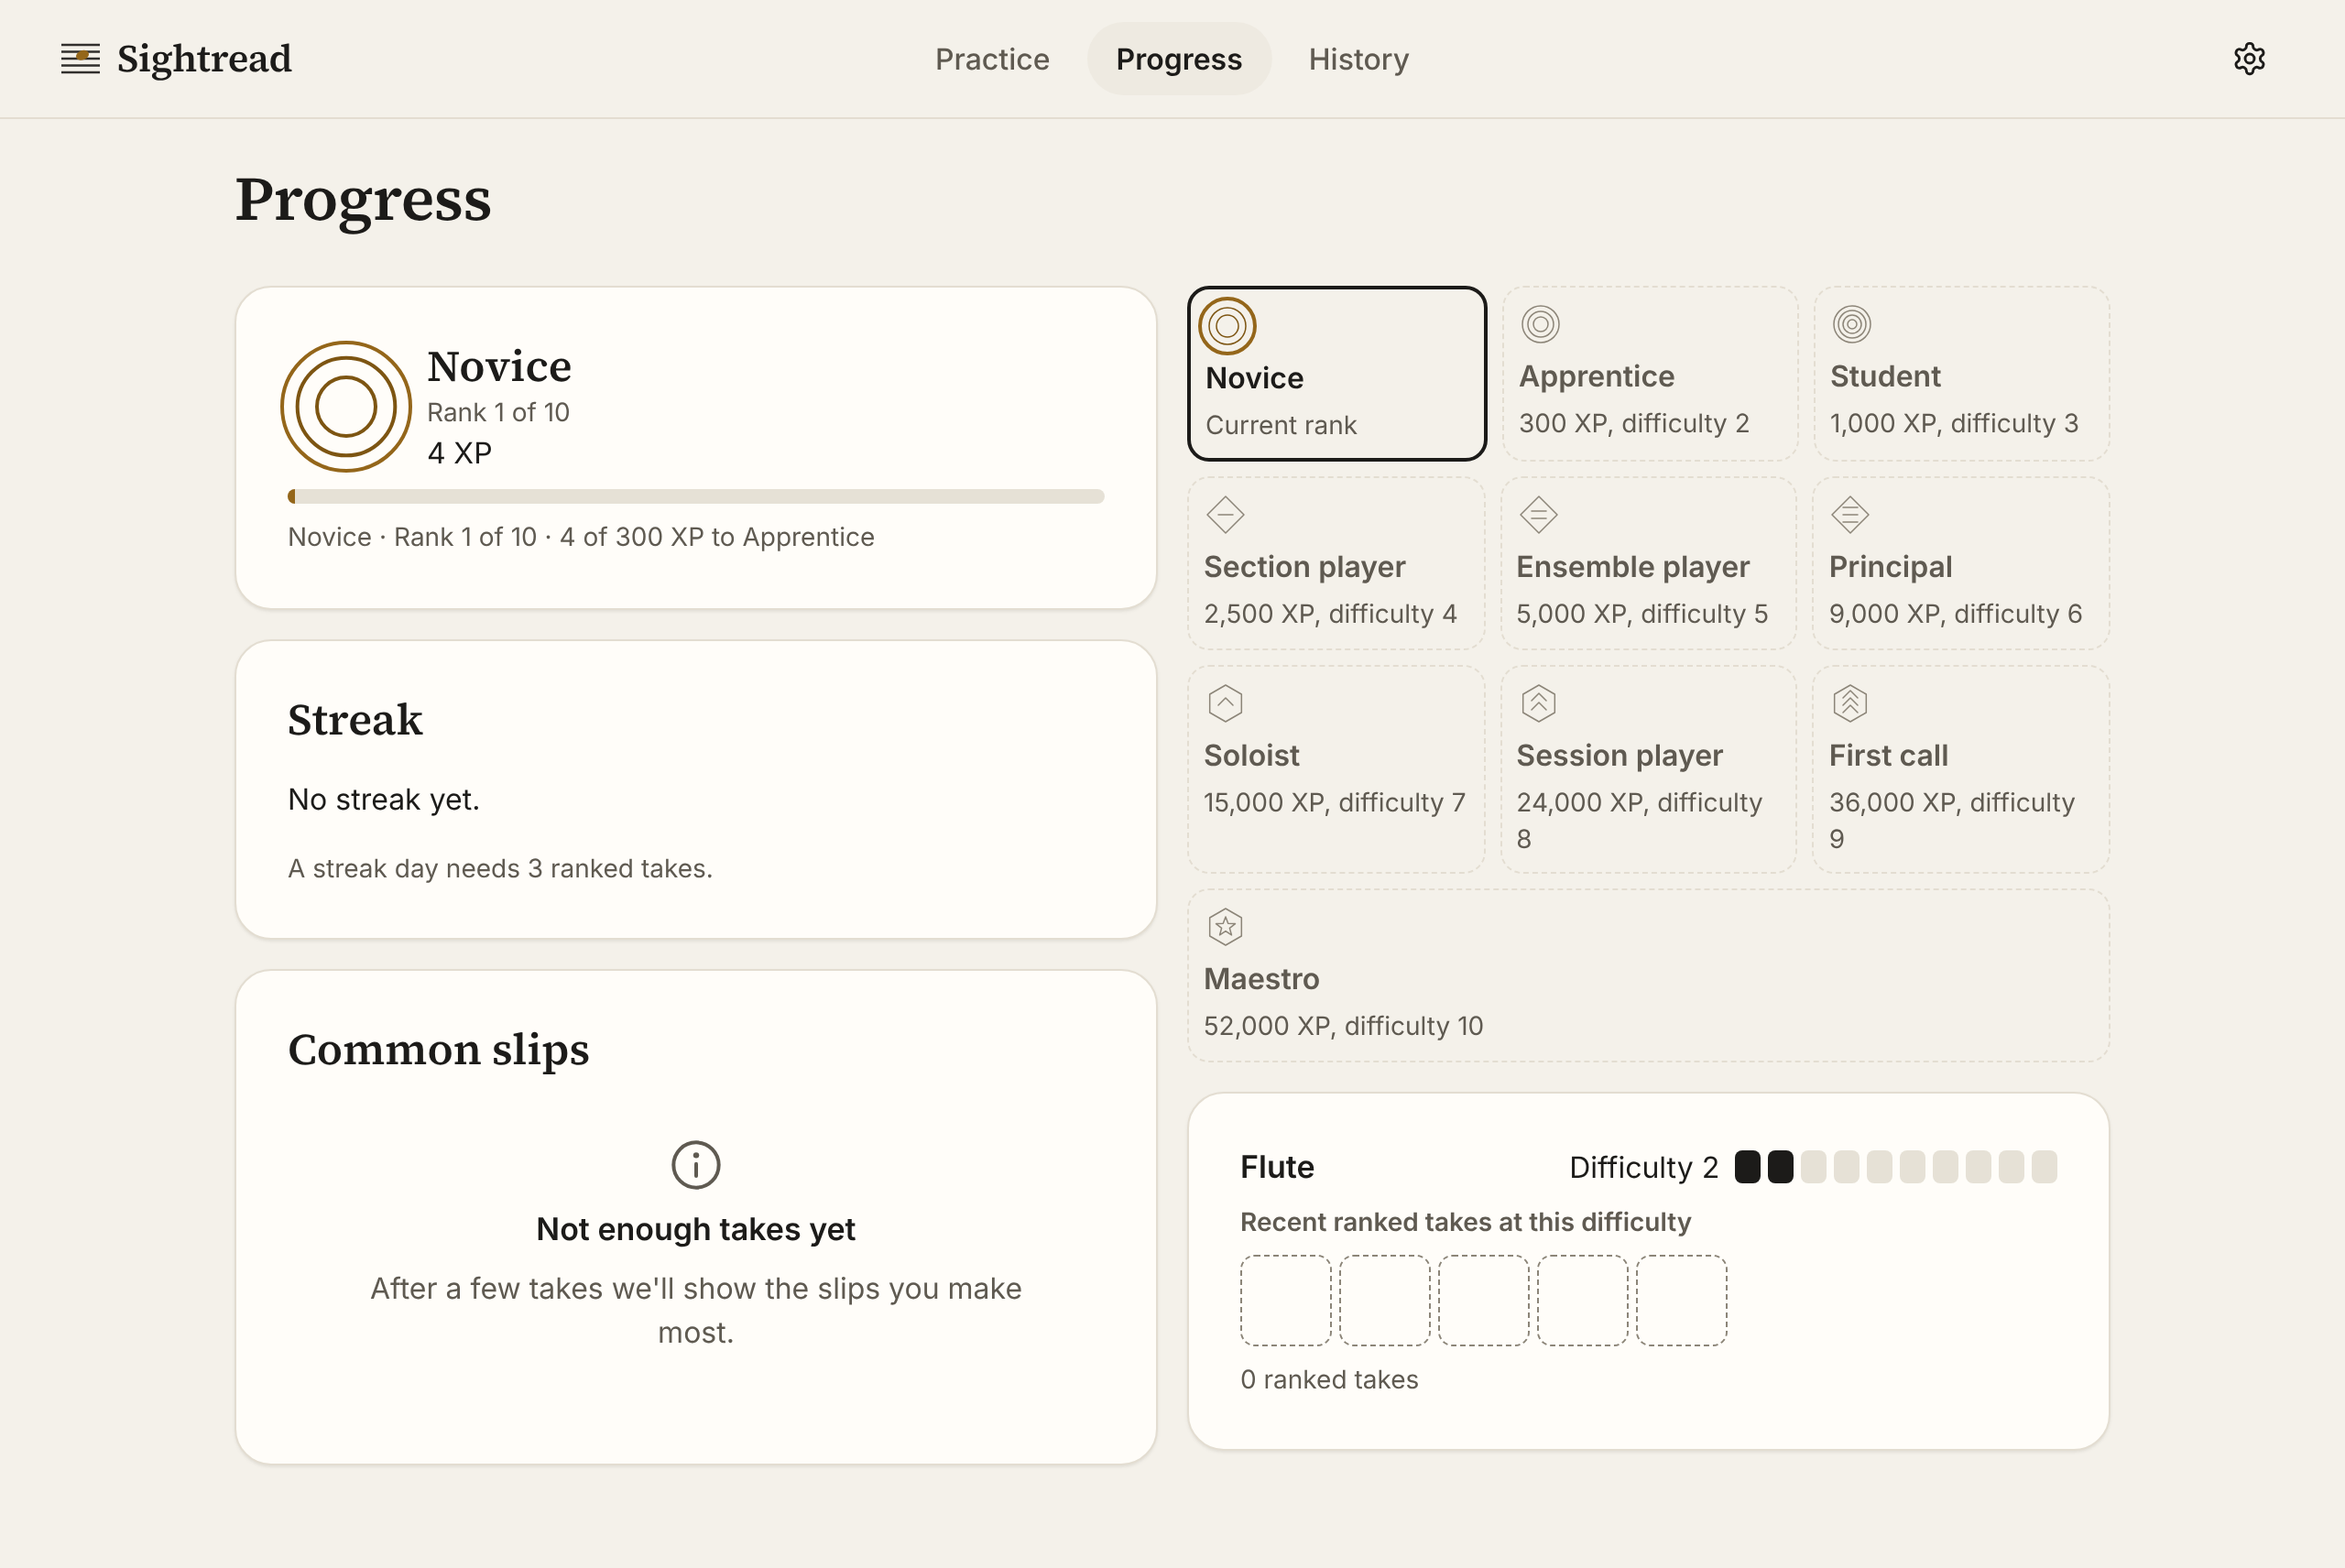 Sightread
Practice
Progress
History
Progress
Novice
Rank 1 of 10
4 XP
Novice · Rank 1 of 10 · 4 of 300 XP to Apprentice
Streak
No streak yet.
A streak day needs 3 ranked takes.
Common slips
Not enough takes yet
After a few takes we'll show the slips you make
most.
Novice
Current rank
Apprentice
300 XP, difficulty 2
Student
1,000 XP, difficulty 3
Section player
2,500 XP, difficulty 4
Ensemble player
5,000 XP, difficulty 5
Principal
9,000 XP, difficulty 6
Soloist
15,000 XP, difficulty 7
Session player
24,000 XP, difficulty
8
First call
36,000 XP, difficulty
9
Maestro
52,000 XP, difficulty 10
Flute
Difficulty 2
Recent ranked takes at this difficulty
0 ranked takes